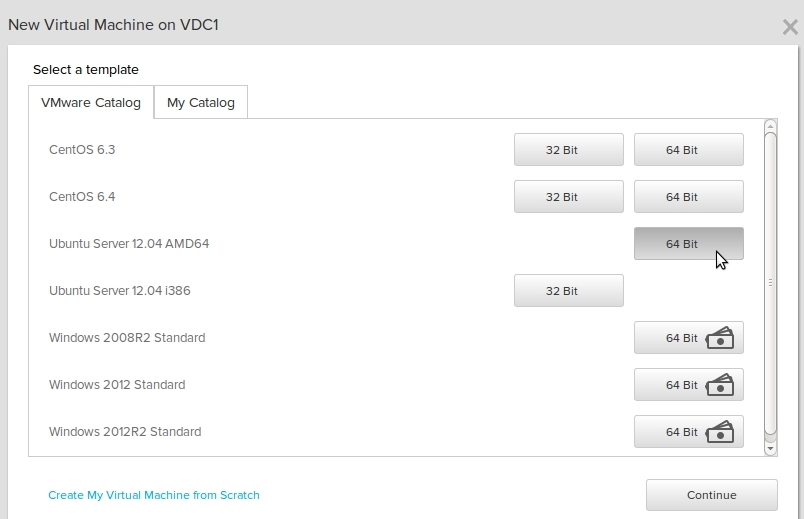 New Virtual Machine on VDC1
Select a template
VMware Catalog My Catalog
CentOS 6.3 32 Bit 64 Bit
CentOS 6.4 32 Bit 64 Bit
Ubuntu Server 12.04 AMD64 64 Bit
Ubuntu Server 12.04 i386 32 Bit
Windows 2008R2 Standard 64 Bit
Windows 2012 Standard 64 Bit
Windows 2012R2 Standard 64 Bit
Create My Virtual Machine from Scratch Continue